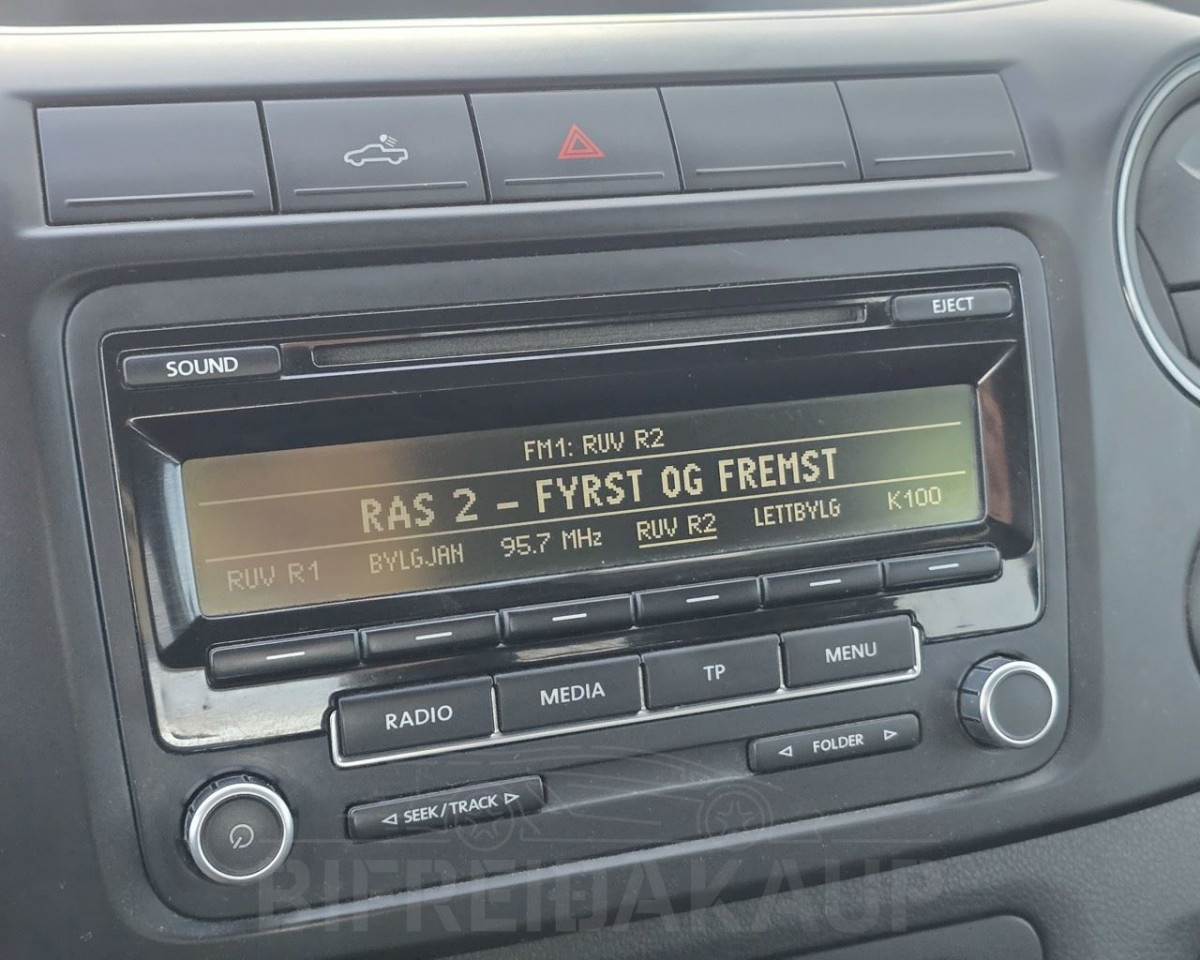 EJECT
SOUND
FM1: RUV R2
RAS 2 - FYRST OG FREMST
RUV R1 BYLGJAN 95.7 MHz RUV R2 LETTBYLG K100
RADIO MEDIA TP MENU
◁ SEEK/TRACK ▷ ◁ FOLDER ▷
BIFREIDAKAUP